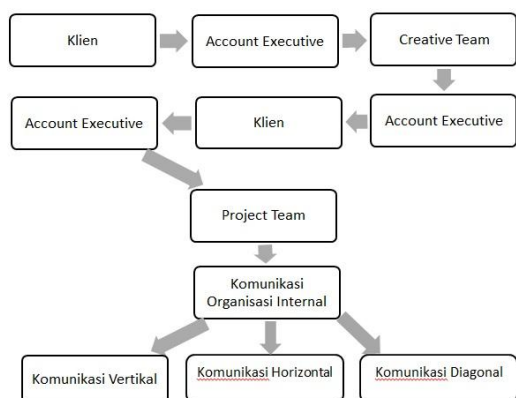 Klien
Account Executive
Creative Team
Account Executive
Klien
Account Executive
Project Team
Komunikasi
Organisasi Internal
Komunikasi Vertikal
Komunikasi Horizontal
Komunikasi Diagonal